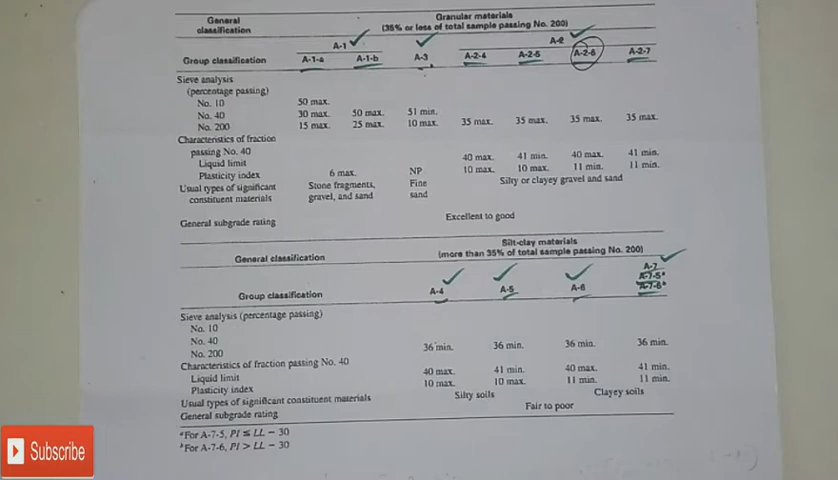 General classification
Granular materials
(35% or less of total sample passing No. 200)
A-1 A-2
Group classification A-1-a A-1-b A-3 A-2-4 A-2-5 A-2-6 A-2-7
Sieve analysis
(percentage passing)
No. 10 50 max.
No. 40 30 max. 50 max. 51 min.
No. 200 15 max. 25 max. 10 max. 35 max. 35 max. 35 max. 35 max.
Characteristics of fraction
passing No. 40
Liquid limit 40 max. 41 min. 40 max. 41 min.
Plasticity index 6 max. NP 10 max. 10 max. 11 min. 11 min.
Usual types of significant constituent materials Stone fragments, gravel, and sand Fine sand Silty or clayey gravel and sand
General subgrade rating Excellent to good
General classification
Silt-clay materials
(more than 35% of total sample passing No. 200)
A-7
A-7-5ª
Group classification A-4 A-5 A-6 A-7-6ᵇ
Sieve analysis (percentage passing)
No. 10
No. 40
No. 200 36 min. 36 min. 36 min. 36 min.
Characteristics of fraction passing No. 40
Liquid limit 40 max. 41 min. 40 max. 41 min.
Plasticity index 10 max. 10 max. 11 min. 11 min.
Usual types of significant constituent materials Silty soils Clayey soils
General subgrade rating Fair to poor
ªFor A-7-5, PI ≤ LL − 30
ᵇFor A-7-6, PI > LL − 30
Subscribe